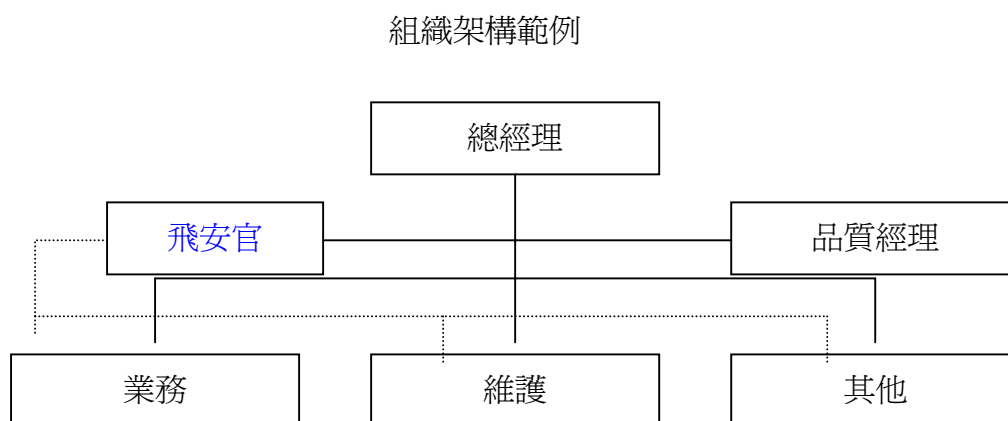 組織架構範例
總經理
飛安官
品質經理
業務
維護
其他